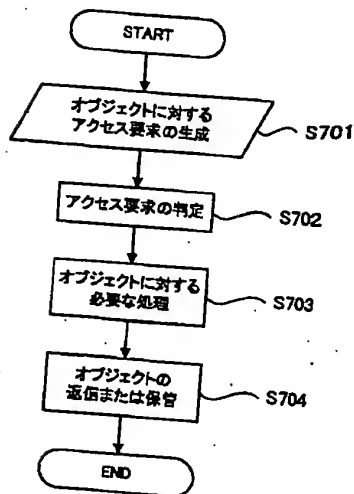 START
オブジェクトに対する
アクセス要求の生成
S701
アクセス要求の判定
S702
オブジェクトに対する
必要な処理
S703
オブジェクトの
返信または保管
S704
END